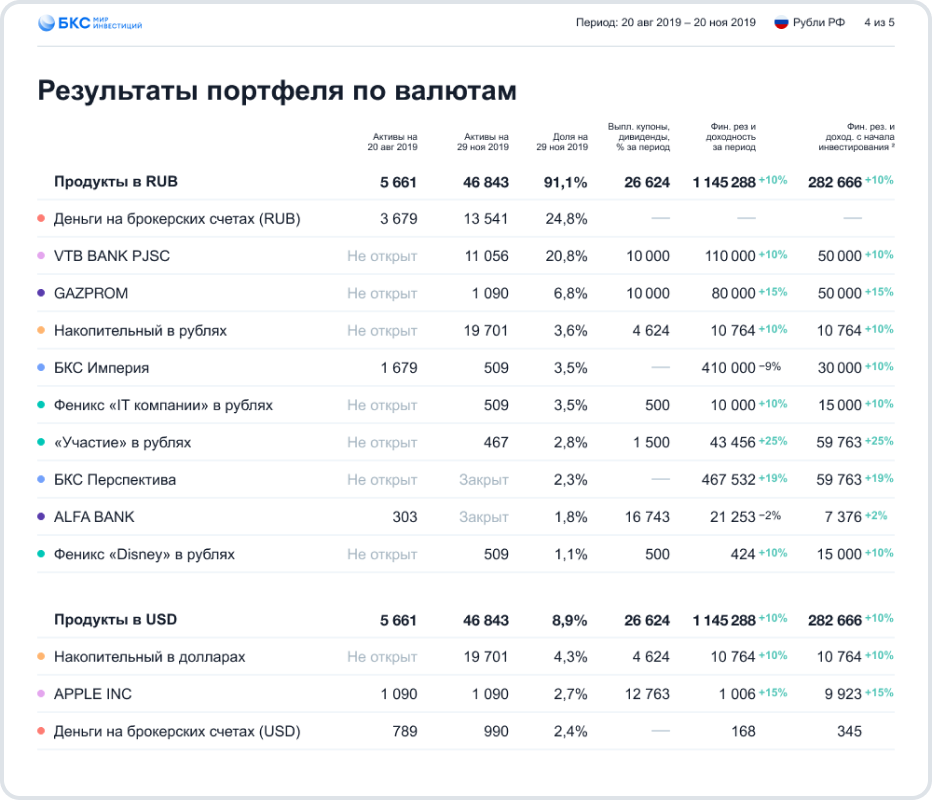 БКС МИР ИНВЕСТИЦИЙ Период: 20 авг 2019 – 20 ноя 2019 Рубли РФ 4 из 5
Результаты портфеля по валютам
Активы на 20 авг 2019 Активы на 29 ноя 2019 Доля на 29 ноя 2019 Выпл. купоны, дивиденды, % за период Фин. рез и доходность за период Фин. рез. и доход. с начала инвестирования ²
Продукты в RUB 5 661 46 843 91,1% 26 624 1 145 288 +10% 282 666 +10%
Деньги на брокерских счетах (RUB) 3 679 13 541 24,8% — — —
VTB BANK PJSC Не открыт 11 056 20,8% 10 000 110 000 +10% 50 000 +10%
GAZPROM Не открыт 1 090 6,8% 10 000 80 000 +15% 50 000 +15%
Накопительный в рублях Не открыт 19 701 3,6% 4 624 10 764 +10% 10 764 +10%
БКС Империя 1 679 509 3,5% — 410 000 −9% 30 000 +10%
Феникс «IT компании» в рублях Не открыт 509 3,5% 500 10 000 +10% 15 000 +10%
«Участие» в рублях Не открыт 467 2,8% 1 500 43 456 +25% 59 763 +25%
БКС Перспектива Не открыт Закрыт 2,3% — 467 532 +19% 59 763 +19%
ALFA BANK 303 Закрыт 1,8% 16 743 21 253 −2% 7 376 +2%
Феникс «Disney» в рублях Не открыт 509 1,1% 500 424 +10% 15 000 +10%
Продукты в USD 5 661 46 843 8,9% 26 624 1 145 288 +10% 282 666 +10%
Накопительный в долларах Не открыт 19 701 4,3% 4 624 10 764 +10% 10 764 +10%
APPLE INC 1 090 1 090 2,7% 12 763 1 006 +15% 9 923 +15%
Деньги на брокерских счетах (USD) 789 990 2,4% — 168 345